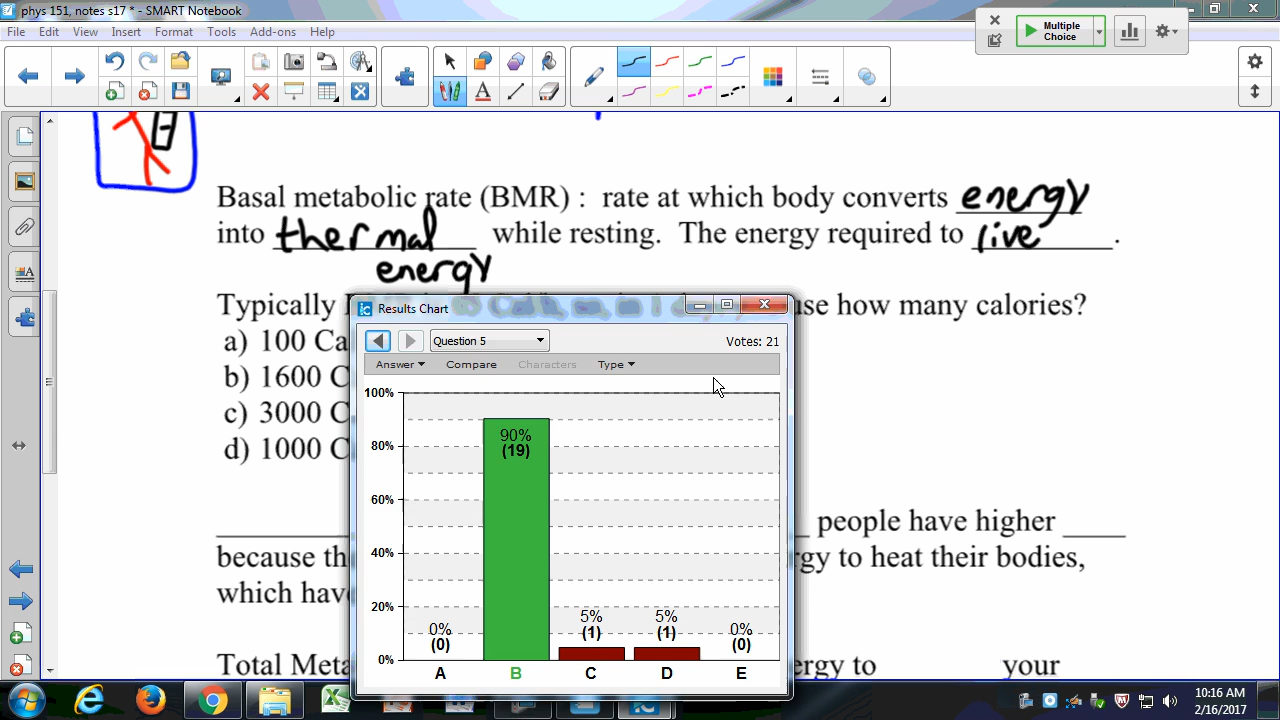 phys 151, notes s17 * - SMART Notebook
File Edit View Insert Format Tools Add-ons Help
Multiple
Choice
Basal metabolic rate (BMR) : rate at which body converts energy
into thermal while resting. The energy required to live.
energy
Typically use how many calories?
a) 100 Ca
b) 1600 C
c) 3000 C
d) 1000 C
Results Chart
Question 5
Votes: 21
Answer Compare Characters Type
100%
80%
60%
40%
20%
0%
0%
(0)
90%
(19)
5%
(1)
5%
(1)
0%
(0)
A B C D E
people have higher
because the rgy to heat their bodies,
which have
Total Meta ergy to your
10:16 AM
2/16/2017